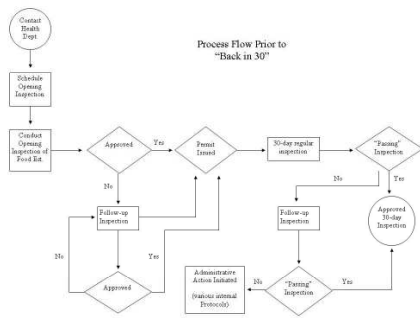 Contact
Health
Dept
Process Flow Prior to
“Back in 30”
Schedule
Opening
Inspection
Conduct
Opening
Inspection of
Food Est.
Approved
Yes
Permit
Issued
30-day regular
inspection
“Passing”
Inspection
No
No
Yes
Follow-up
Inspection
Follow-up
Inspection
Approved
30-day
Inspection
No
Yes
Approved
Administrative
Action Initiated
(various internal
Protocols)
No
“Passing”
Inspection
Yes